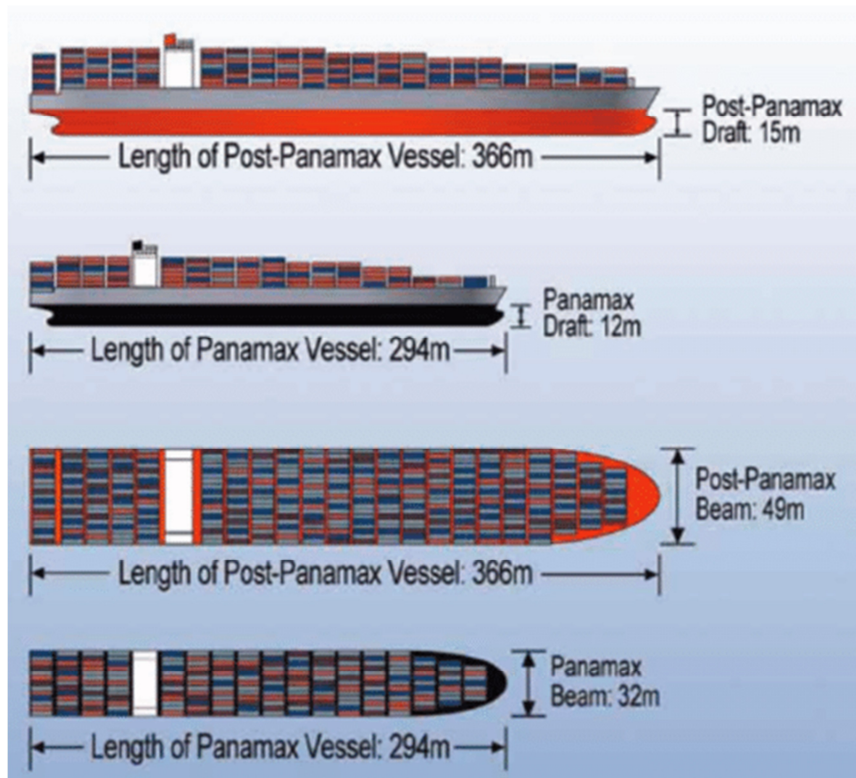 Post-Panamax
Draft: 15m
Length of Post-Panamax Vessel: 366m
Panamax
Draft: 12m
Length of Panamax Vessel: 294m
Post-Panamax
Beam: 49m
Length of Post-Panamax Vessel: 366m
Panamax
Beam: 32m
Length of Panamax Vessel: 294m